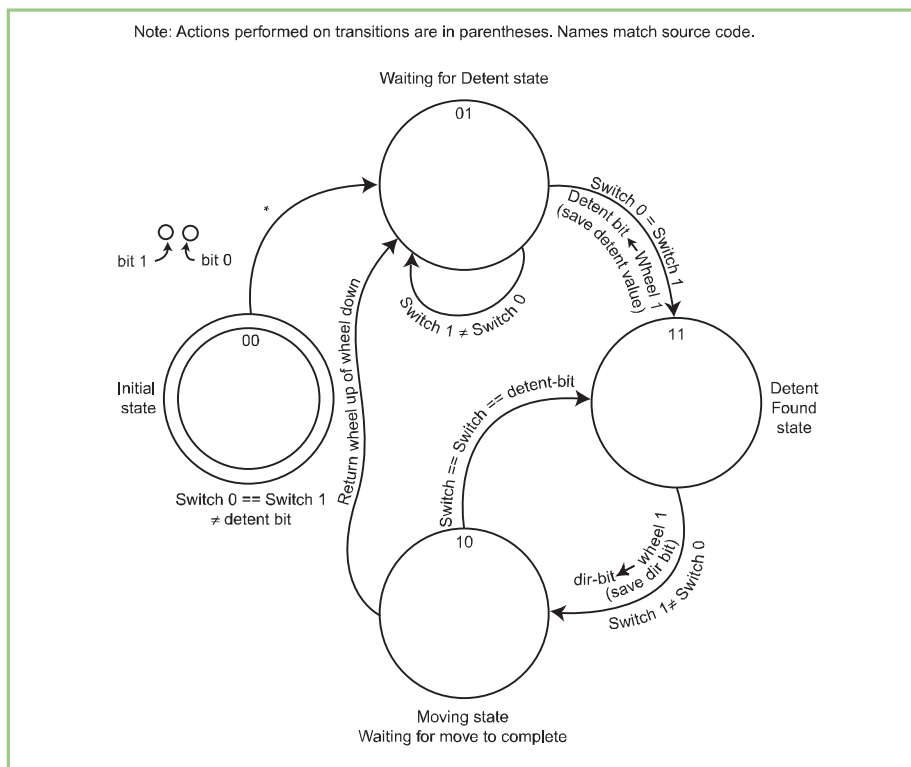 Note: Actions performed on transitions are in parentheses. Names match source code.
Waiting for Detent state
01
*
bit 1
bit 0
Switch 0 = Switch 1
Detent bit ← Wheel 1
(save detent value)
Switch 1 ≠ Switch 0
Return wheel up of wheel down
00
Initial
state
Switch 0 == Switch 1
≠ detent bit
11
Detent
Found
state
Switch == Switch == detent-bit
dir-bit ← wheel 1
(save dir bit)
Switch 1 ≠ Switch 0
10
Moving state
Waiting for move to complete